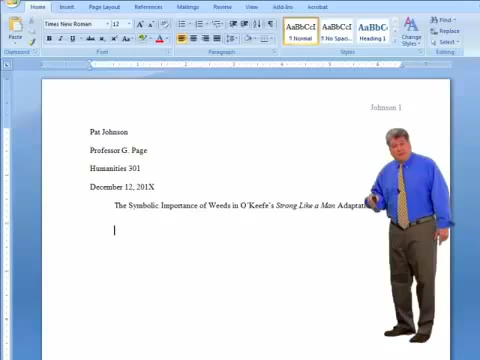 Home Insert Page Layout References Mailings Review View Add-Ins Acrobat
Times New Roman 12
Paste
AaBbCcI AaBbCcI AaBbC
¶ Normal ¶ No Spaci... Heading 1
Change Styles
Find
Replace
Select
Clipboard Font Paragraph Styles Editing
Johnson 1
Pat Johnson
Professor G. Page
Humanities 301
December 12, 201X
The Symbolic Importance of Weeds in O'Keefe's Strong Like a Man